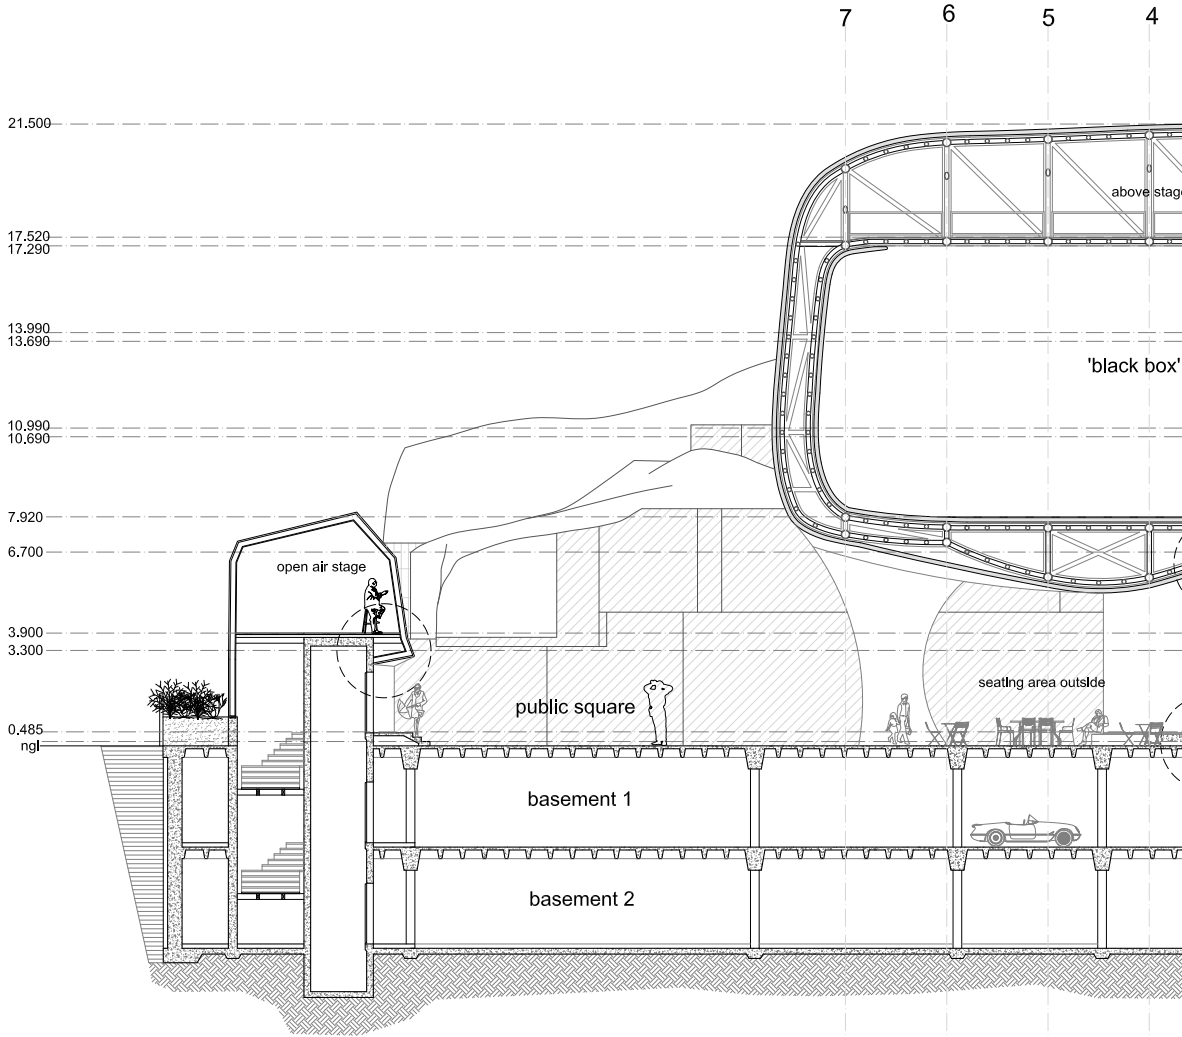 7 6 5 4
21.500
above stage
17.520
17.290
13.990
13.690
'black box'
10.990
10.690
7.920
6.700
open air stage
3.900
3.300
seating area outside
public square
0.485
ngl
basement 1
basement 2